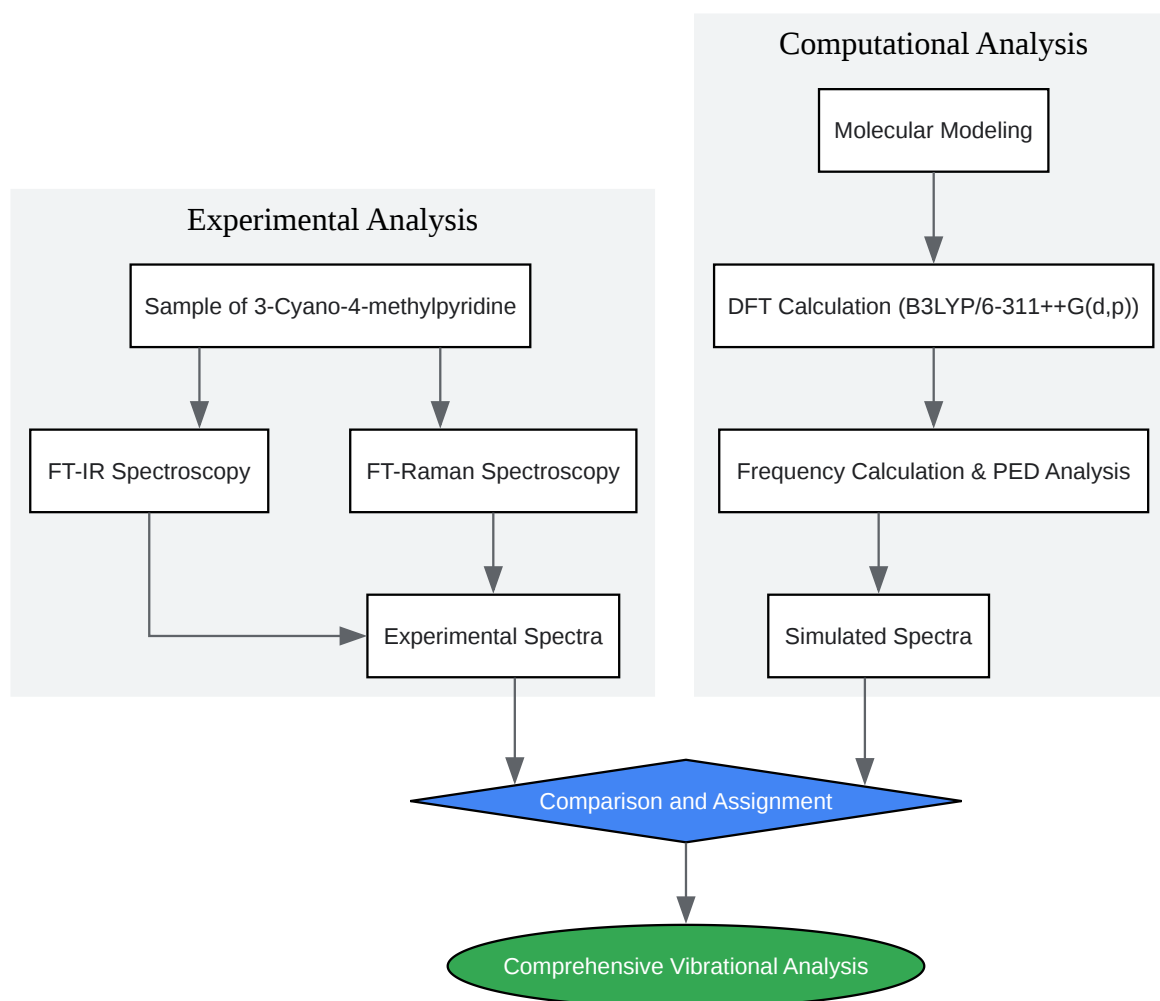 Computational Analysis
Molecular Modeling
Experimental Analysis
Sample of 3-Cyano-4-methylpyridine
DFT Calculation (B3LYP/6-311++G(d,p))
FT-IR Spectroscopy
FT-Raman Spectroscopy
Frequency Calculation & PED Analysis
Experimental Spectra
Simulated Spectra
Comparison and Assignment
Comprehensive Vibrational Analysis